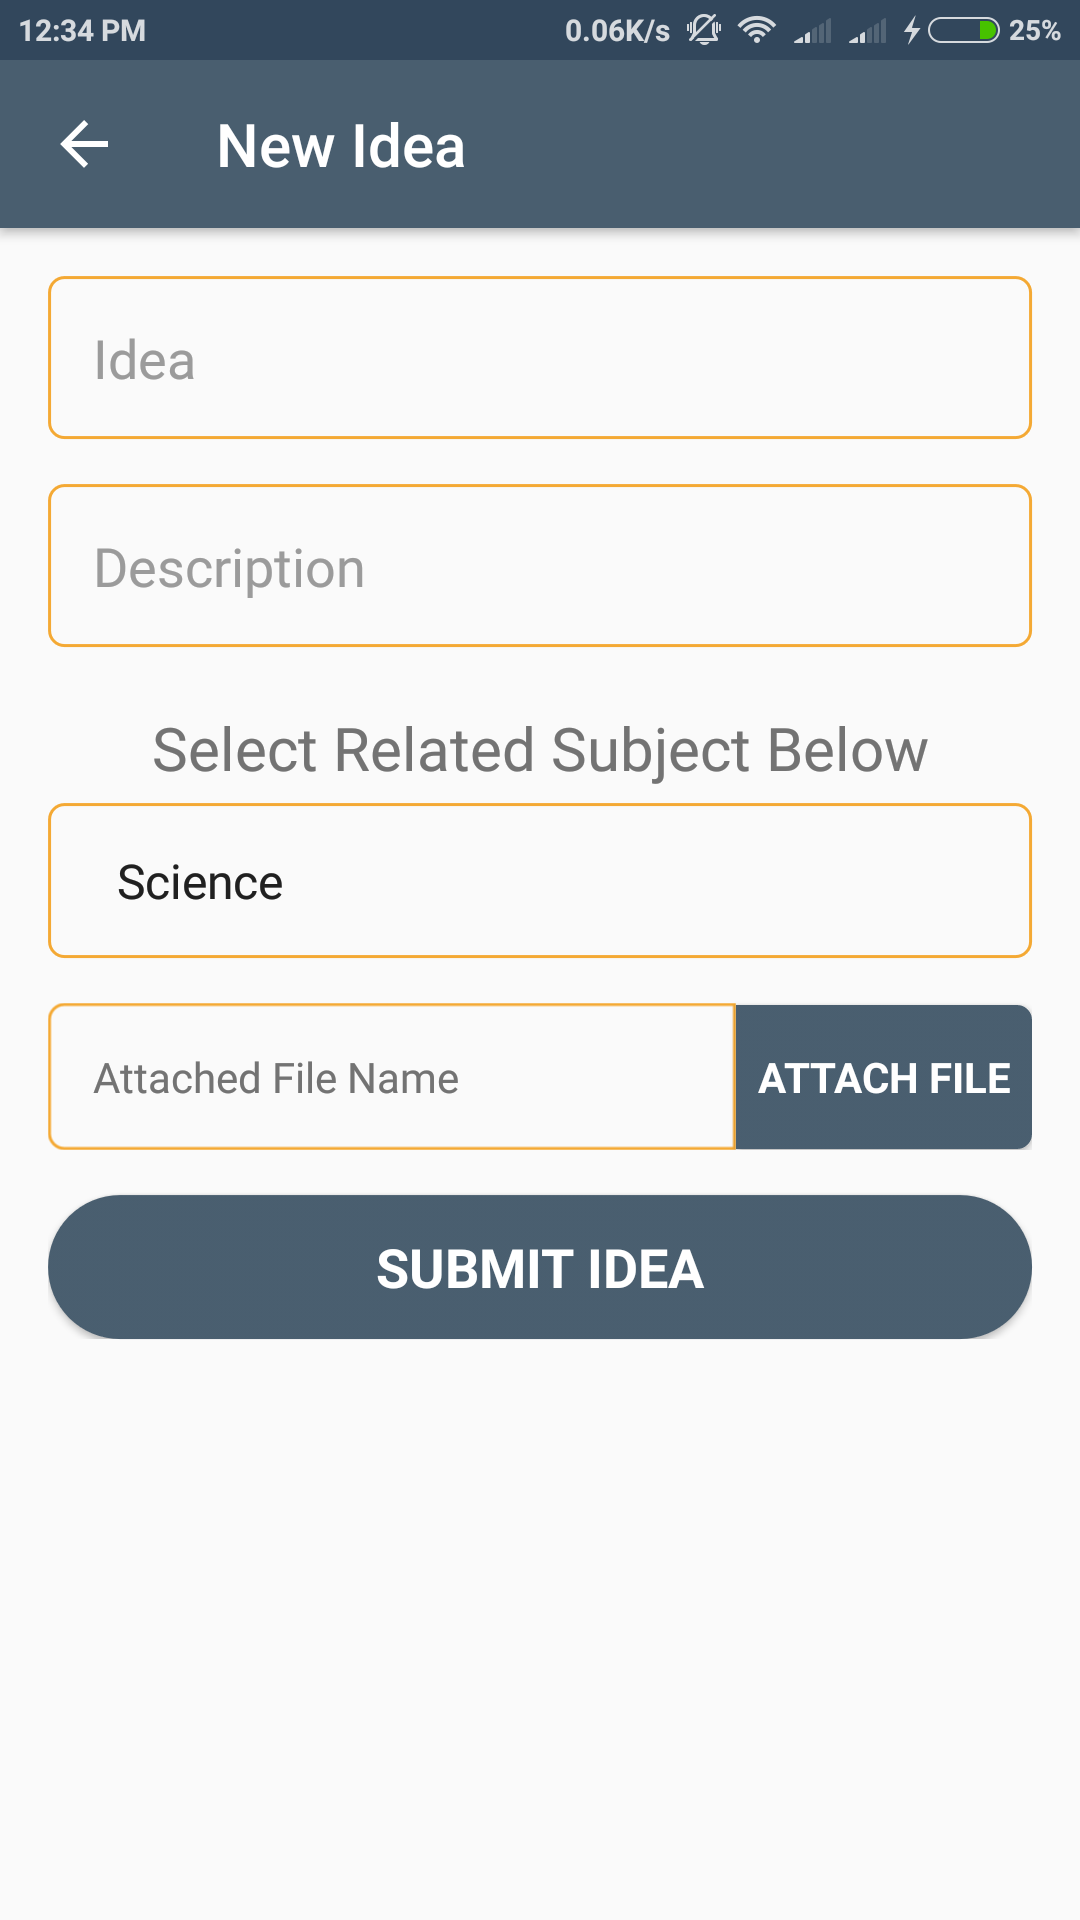 12:34 PM 0.06K/s 25%
New Idea
Idea
Description
Select Related Subject Below
Science
Attached File Name ATTACH FILE
SUBMIT IDEA